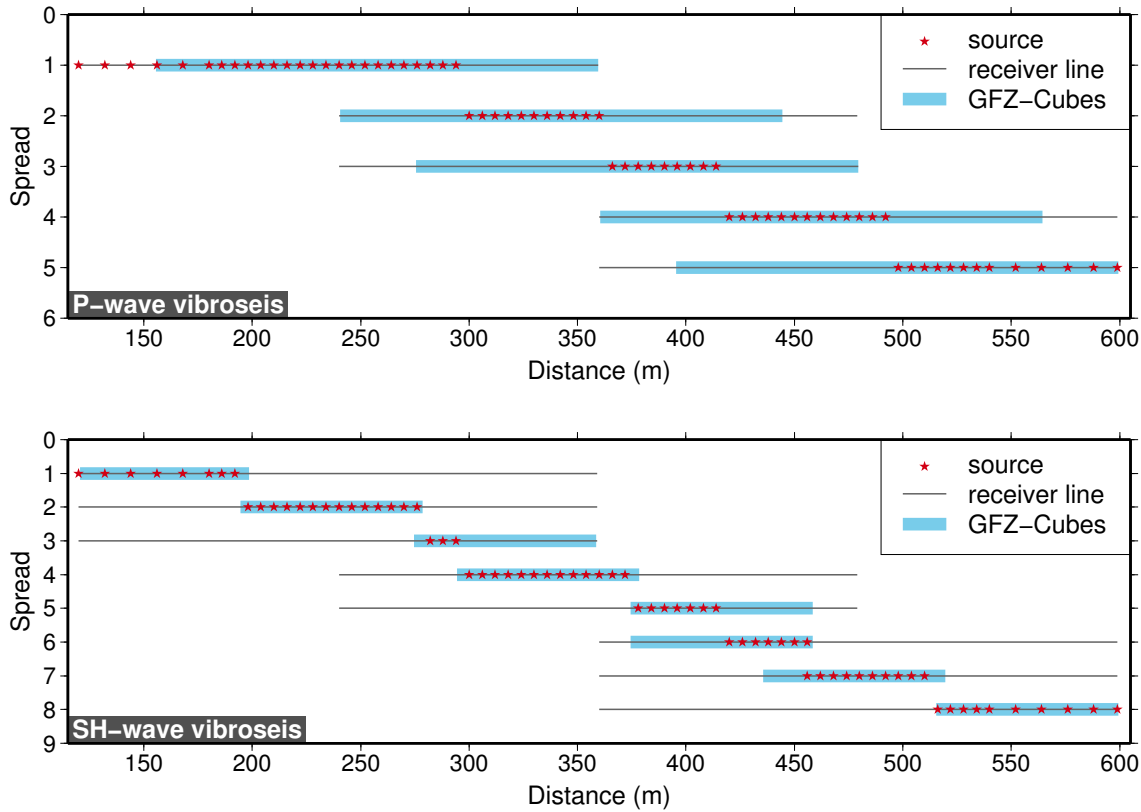 0
1
2
3
4
5
6
Spread
source
receiver line
GFZ-Cubes
P-wave vibroseis
150 200 250 300 350 400 450 500 550 600
Distance (m)
0
1
2
3
4
5
6
7
8
9
Spread
source
receiver line
GFZ-Cubes
SH-wave vibroseis
150 200 250 300 350 400 450 500 550 600
Distance (m)